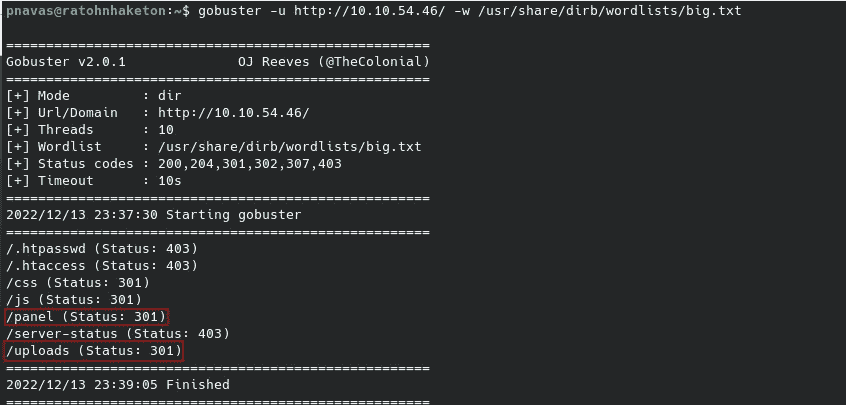 pnavas@ratohnhaketon:~$ gobuster -u http://10.10.54.46/ -w /usr/share/dirb/wordlists/big.txt
=====================================================
Gobuster v2.0.1              OJ Reeves (@TheColonial)
=====================================================
[+] Mode         : dir
[+] Url/Domain   : http://10.10.54.46/
[+] Threads      : 10
[+] Wordlist     : /usr/share/dirb/wordlists/big.txt
[+] Status codes : 200,204,301,302,307,403
[+] Timeout      : 10s
=====================================================
2022/12/13 23:37:30 Starting gobuster
=====================================================
/.htpasswd (Status: 403)
/.htaccess (Status: 403)
/css (Status: 301)
/js (Status: 301)
/panel (Status: 301)
/server-status (Status: 403)
/uploads (Status: 301)
=====================================================
2022/12/13 23:39:05 Finished
=====================================================